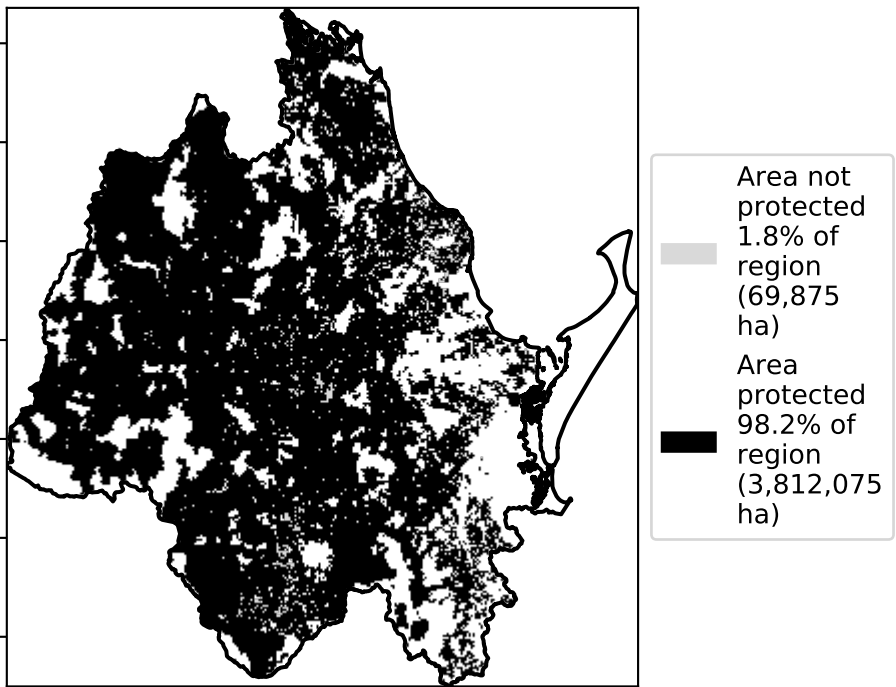 Area not
protected
1.8% of
region
(69,875
ha)
Area
protected
98.2% of
region
(3,812,075
ha)